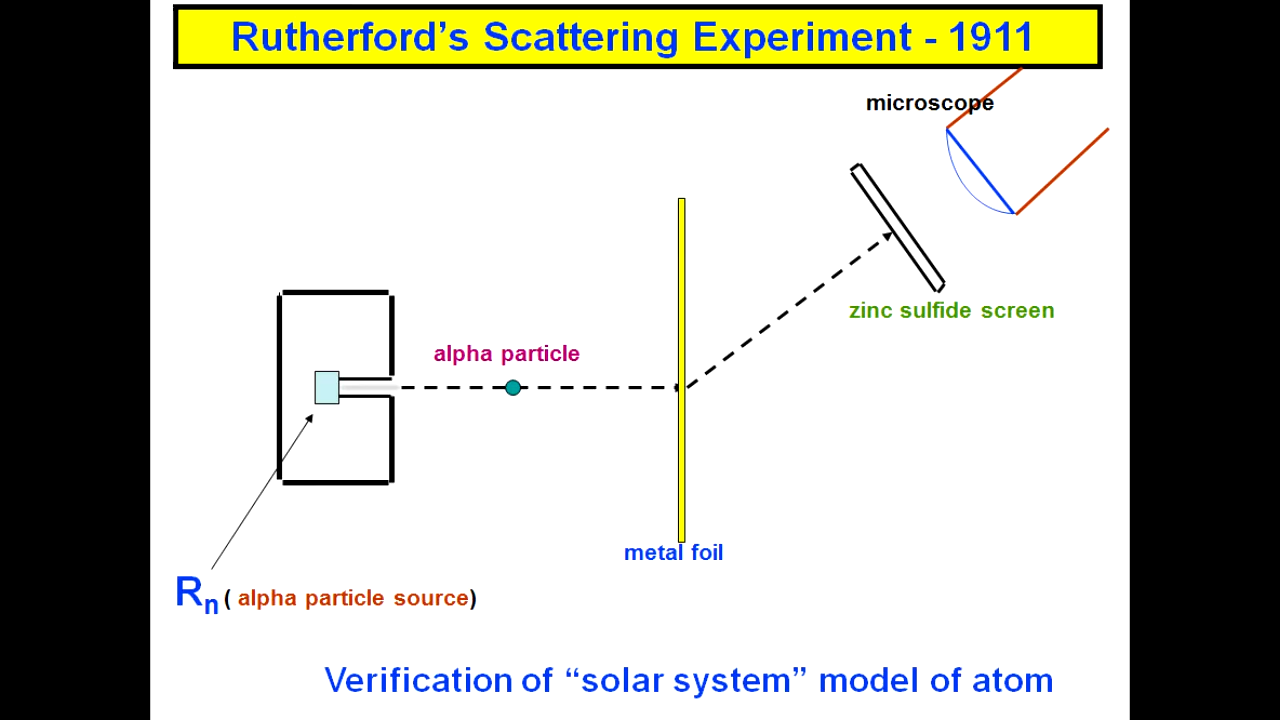 Rutherford’s Scattering Experiment - 1911
microscope
zinc sulfide screen
alpha particle
metal foil
Rn ( alpha particle source)
Verification of “solar system” model of atom